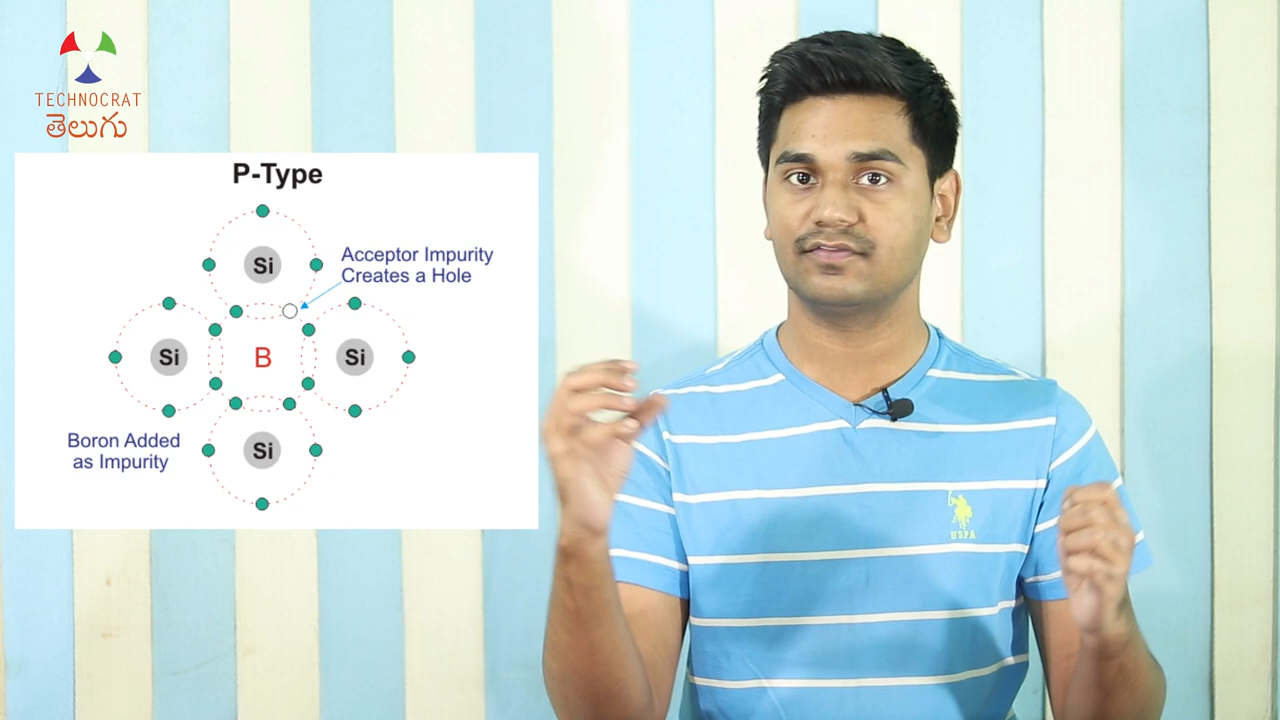 TECHNOCRAT
తెలుగు
P-Type
Si
Acceptor Impurity
Creates a Hole
Si
B
Si
Boron Added
as Impurity
Si
USPA